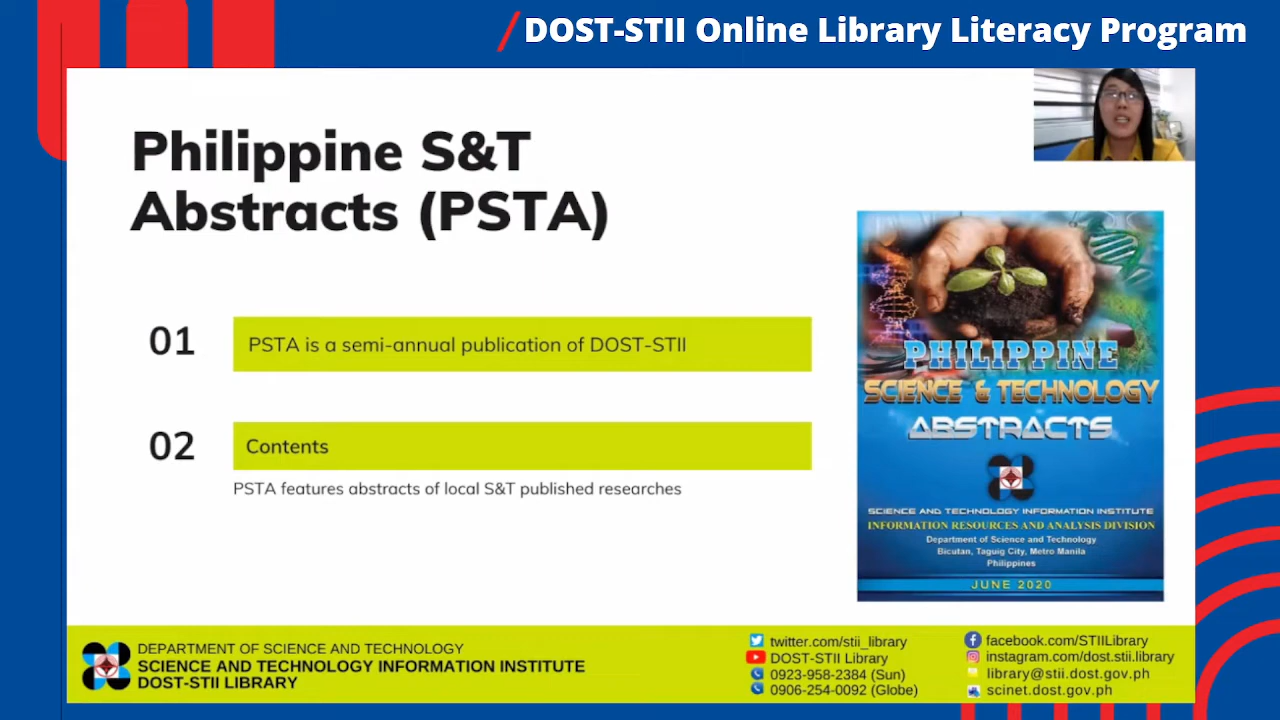 DOST-STII Online Library Literacy Program
Philippine S&T
Abstracts (PSTA)
01
PSTA is a semi-annual publication of DOST-STII
02
Contents
PSTA features abstracts of local S&T published researches
PHILIPPINE
SCIENCE & TECHNOLOGY
ABSTRACTS
SCIENCE AND TECHNOLOGY INFORMATION INSTITUTE
INFORMATION RESOURCES AND ANALYSIS DIVISION
Department of Science and Technology
Bicutan, Taguig City, Metro Manila
Philippines
JUNE 2020
DEPARTMENT OF SCIENCE AND TECHNOLOGY
SCIENCE AND TECHNOLOGY INFORMATION INSTITUTE
DOST-STII LIBRARY
twitter.com/stii_library
DOST-STII Library
0923-958-2384 (Sun)
0906-254-0092 (Globe)
facebook.com/STIILibrary
instagram.com/dost.stii.library
library@stii.dost.gov.ph
scinet.dost.gov.ph